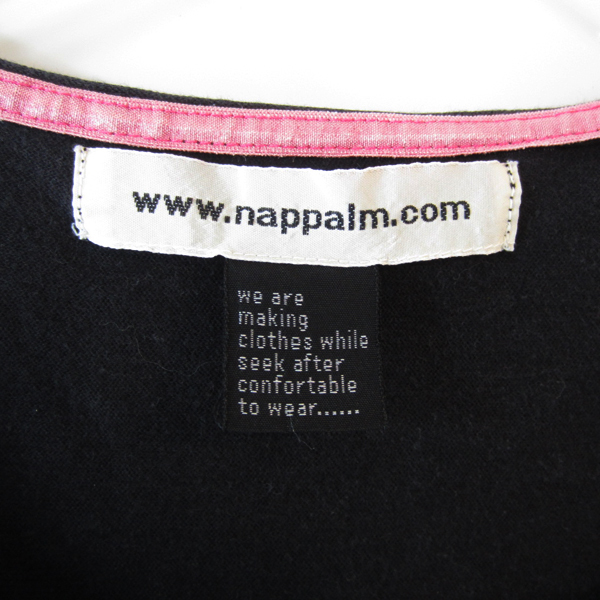 www.nappalm.com
we are
making
clothes while
seek after
confortable
to wear......